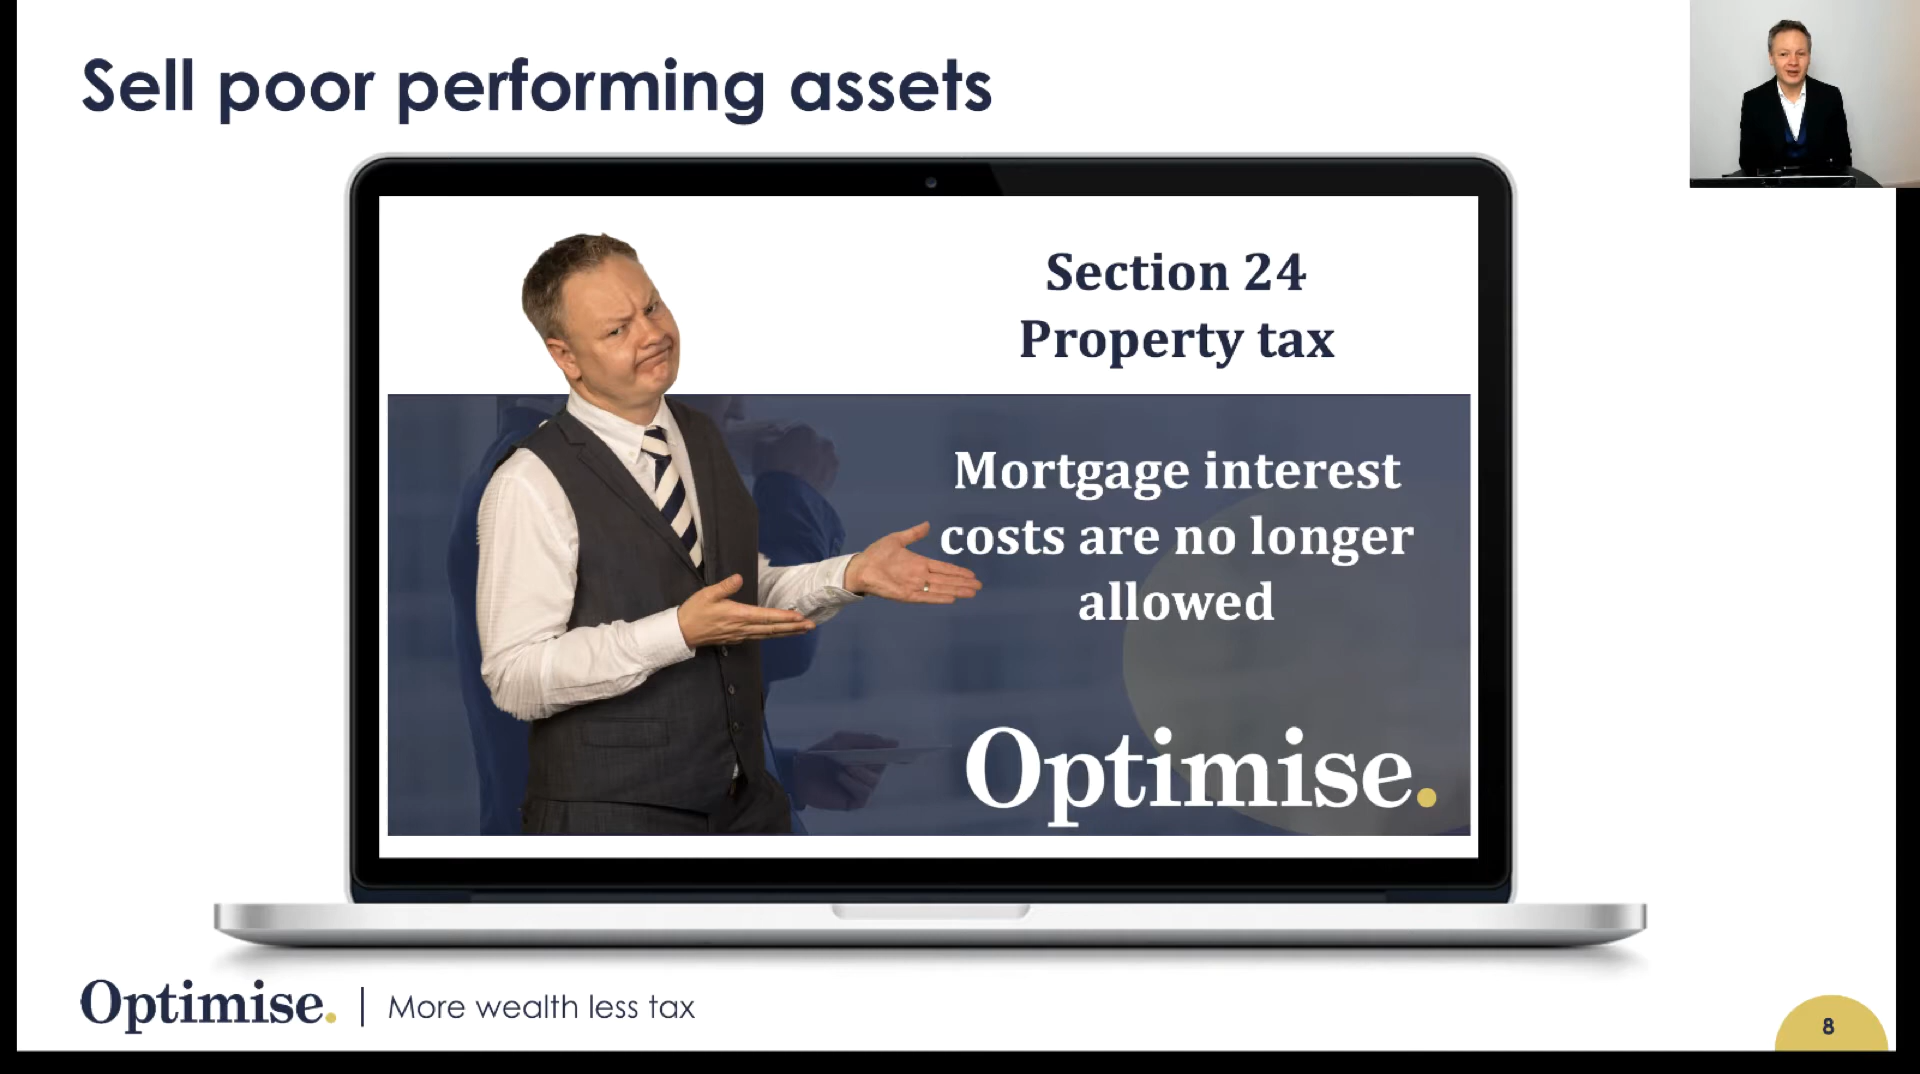 Sell poor performing assets
Section 24
Property tax
Mortgage interest
costs are no longer
allowed
Optimise.
Optimise. | More wealth less tax
8